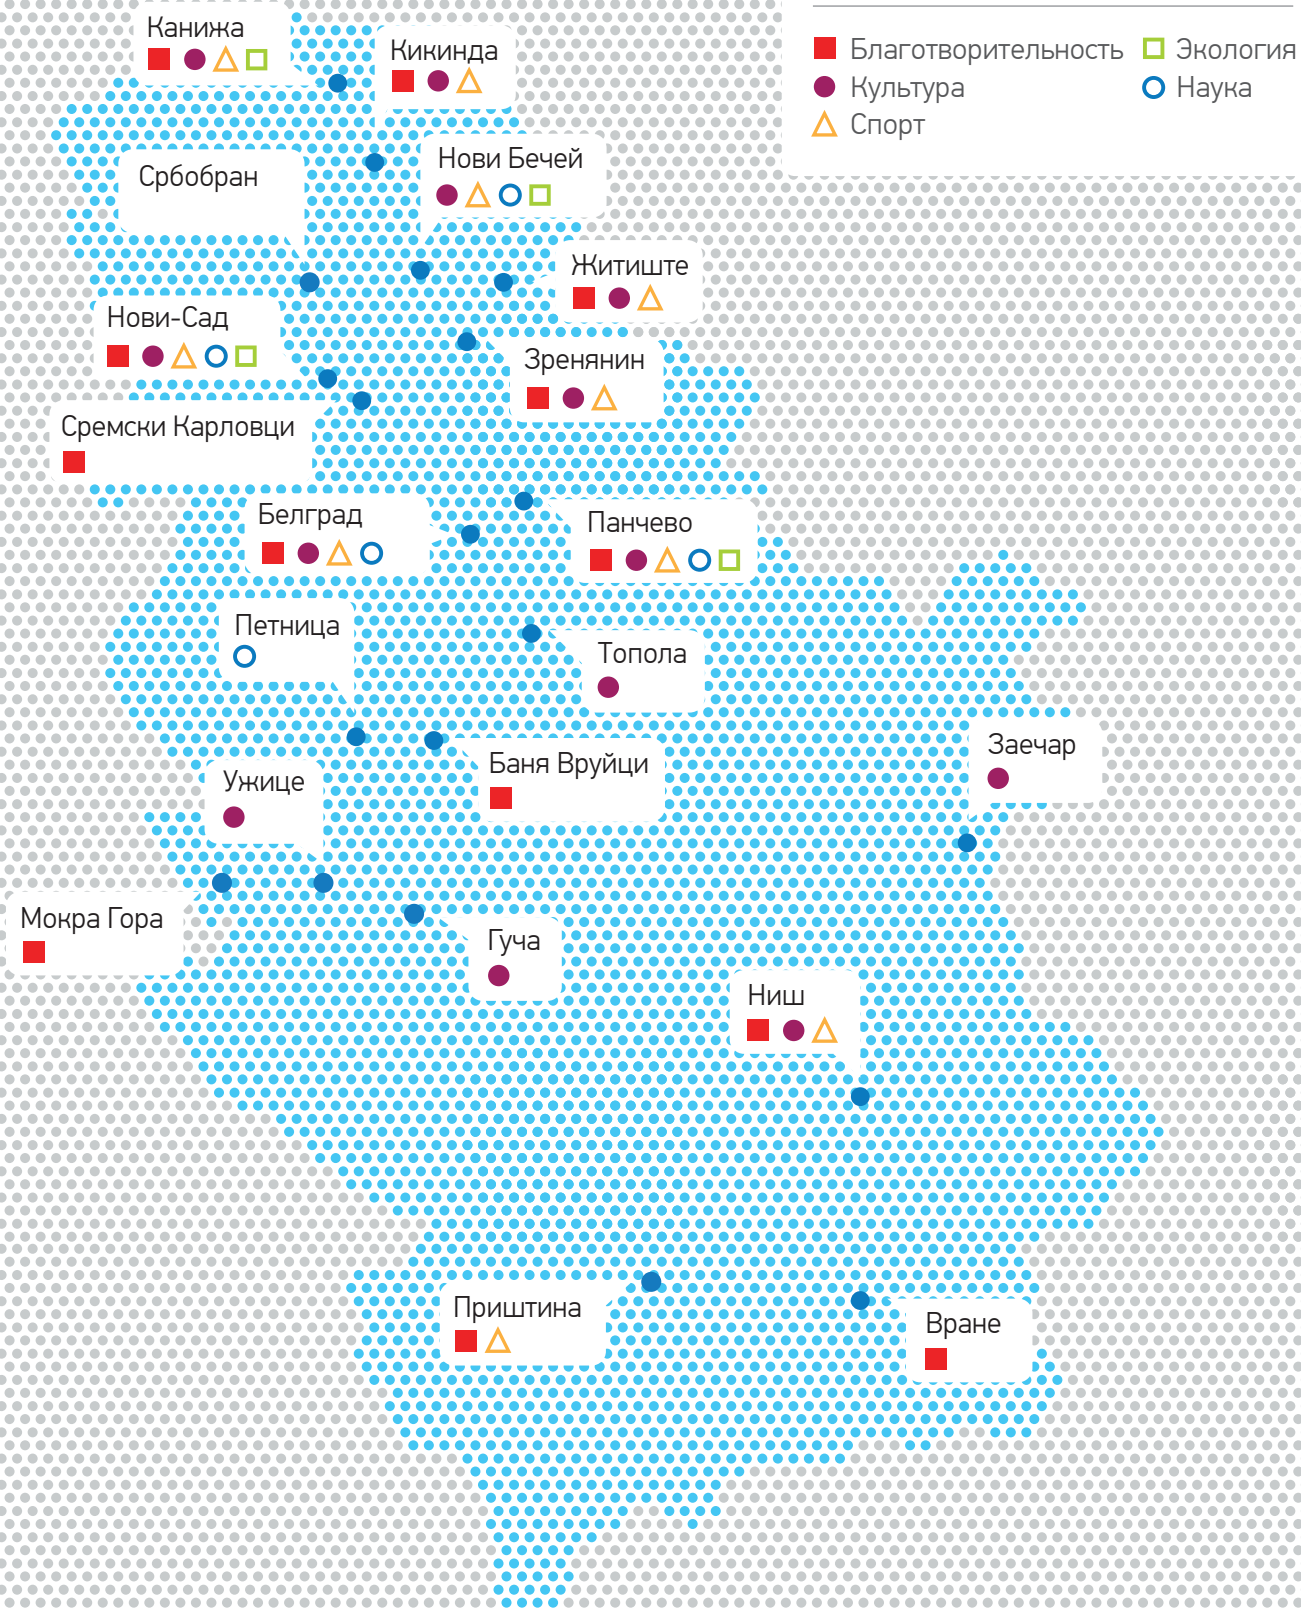 Благотворительность
Экология
Культура
Наука
Спорт
Канижа
Кикинда
Србобран
Нови Бечей
Житиште
Нови-Сад
Зренянин
Сремски Карловци
Белград
Панчево
Петница
Топола
Заечар
Баня Вруйци
Ужице
Мокра Гора
Гуча
Ниш
Приштина
Вране